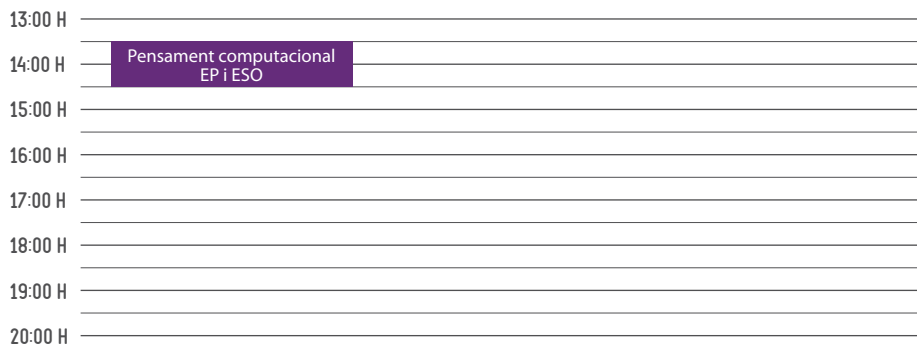 13:00 H
Pensament computacional
14:00 H
EP i ESO
15:00 H
16:00 H
17:00 H
18:00 H
19:00 H
20:00 H